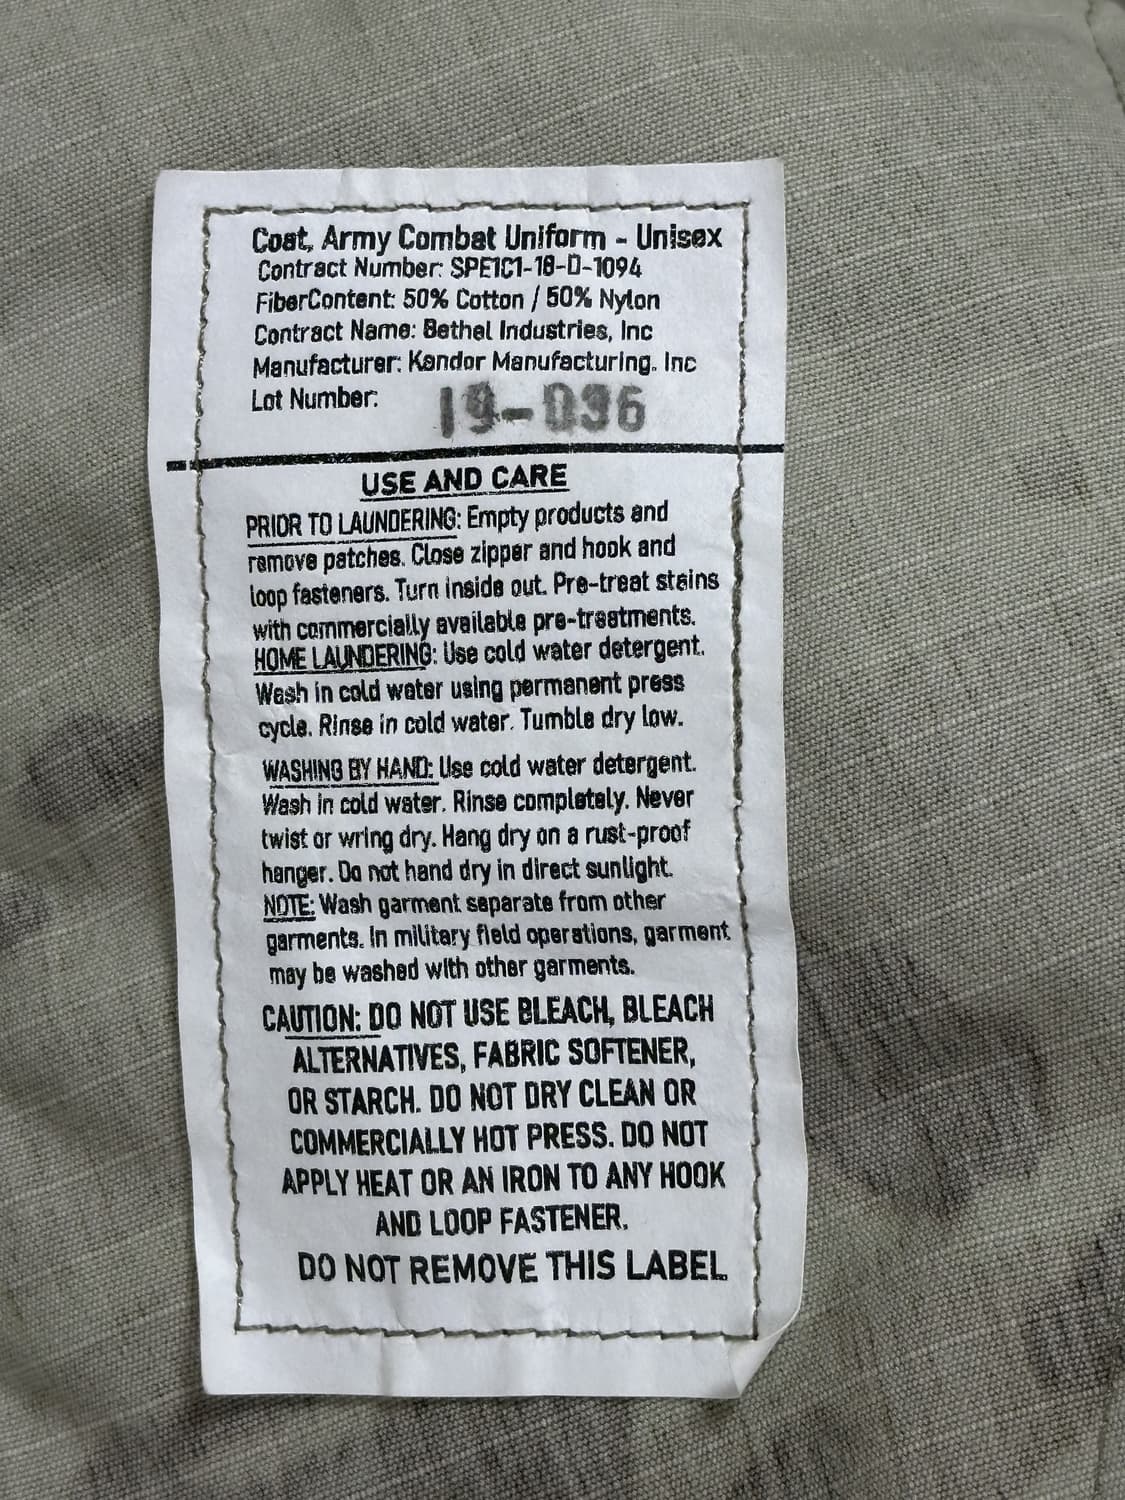 Coat, Army Combat Uniform - Unisex
Contract Number: SPE1C1-18-D-1094
FiberContent: 50% Cotton / 50% Nylon
Contract Name: Bethel Industries, Inc
Manufacturer: Kandor Manufacturing. Inc
Lot Number: 19-036
USE AND CARE
PRIOR TO LAUNDERING: Empty products and
remove patches. Close zipper and hook and
loop fasteners. Turn inside out. Pre-treat stains
with commercially available pre-treatments.
HOME LAUNDERING: Use cold water detergent.
Wash in cold water using permanent press
cycle. Rinse in cold water. Tumble dry low.
WASHING BY HAND: Use cold water detergent.
Wash in cold water. Rinse completely. Never
twist or wring dry. Hang dry on a rust-proof
hanger. Do not hand dry in direct sunlight.
NOTE: Wash garment separate from other
garments. In military field operations, garment
may be washed with other garments.
CAUTION: DO NOT USE BLEACH, BLEACH
ALTERNATIVES, FABRIC SOFTENER,
OR STARCH. DO NOT DRY CLEAN OR
COMMERCIALLY HOT PRESS. DO NOT
APPLY HEAT OR AN IRON TO ANY HOOK
AND LOOP FASTENER.
DO NOT REMOVE THIS LABEL